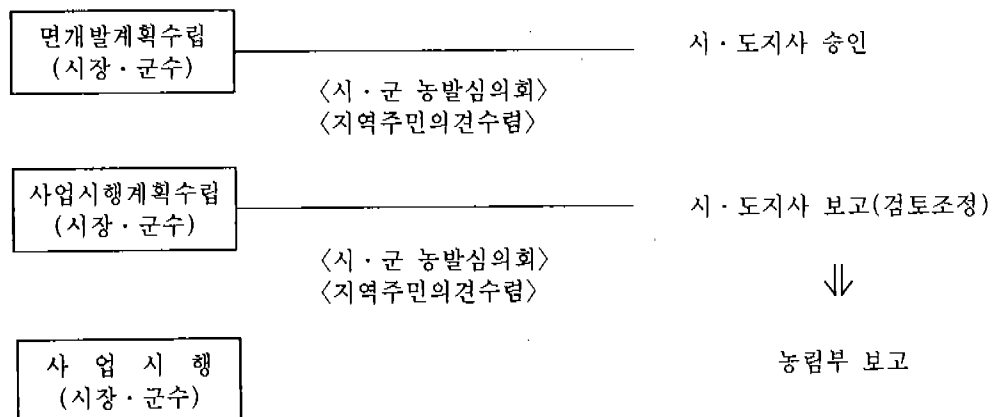 면개발계획수립
(시장 · 군수)
시 · 도지사 승인
〈시 · 군 농발심의회〉
〈지역주민의견수렴〉
사업시행계획수립
(시장 · 군수)
시 · 도지사 보고(검토조정)
〈시 · 군 농발심의회〉
〈지역주민의견수렴〉
⇓
사 업 시 행
(시장 · 군수)
농림부 보고